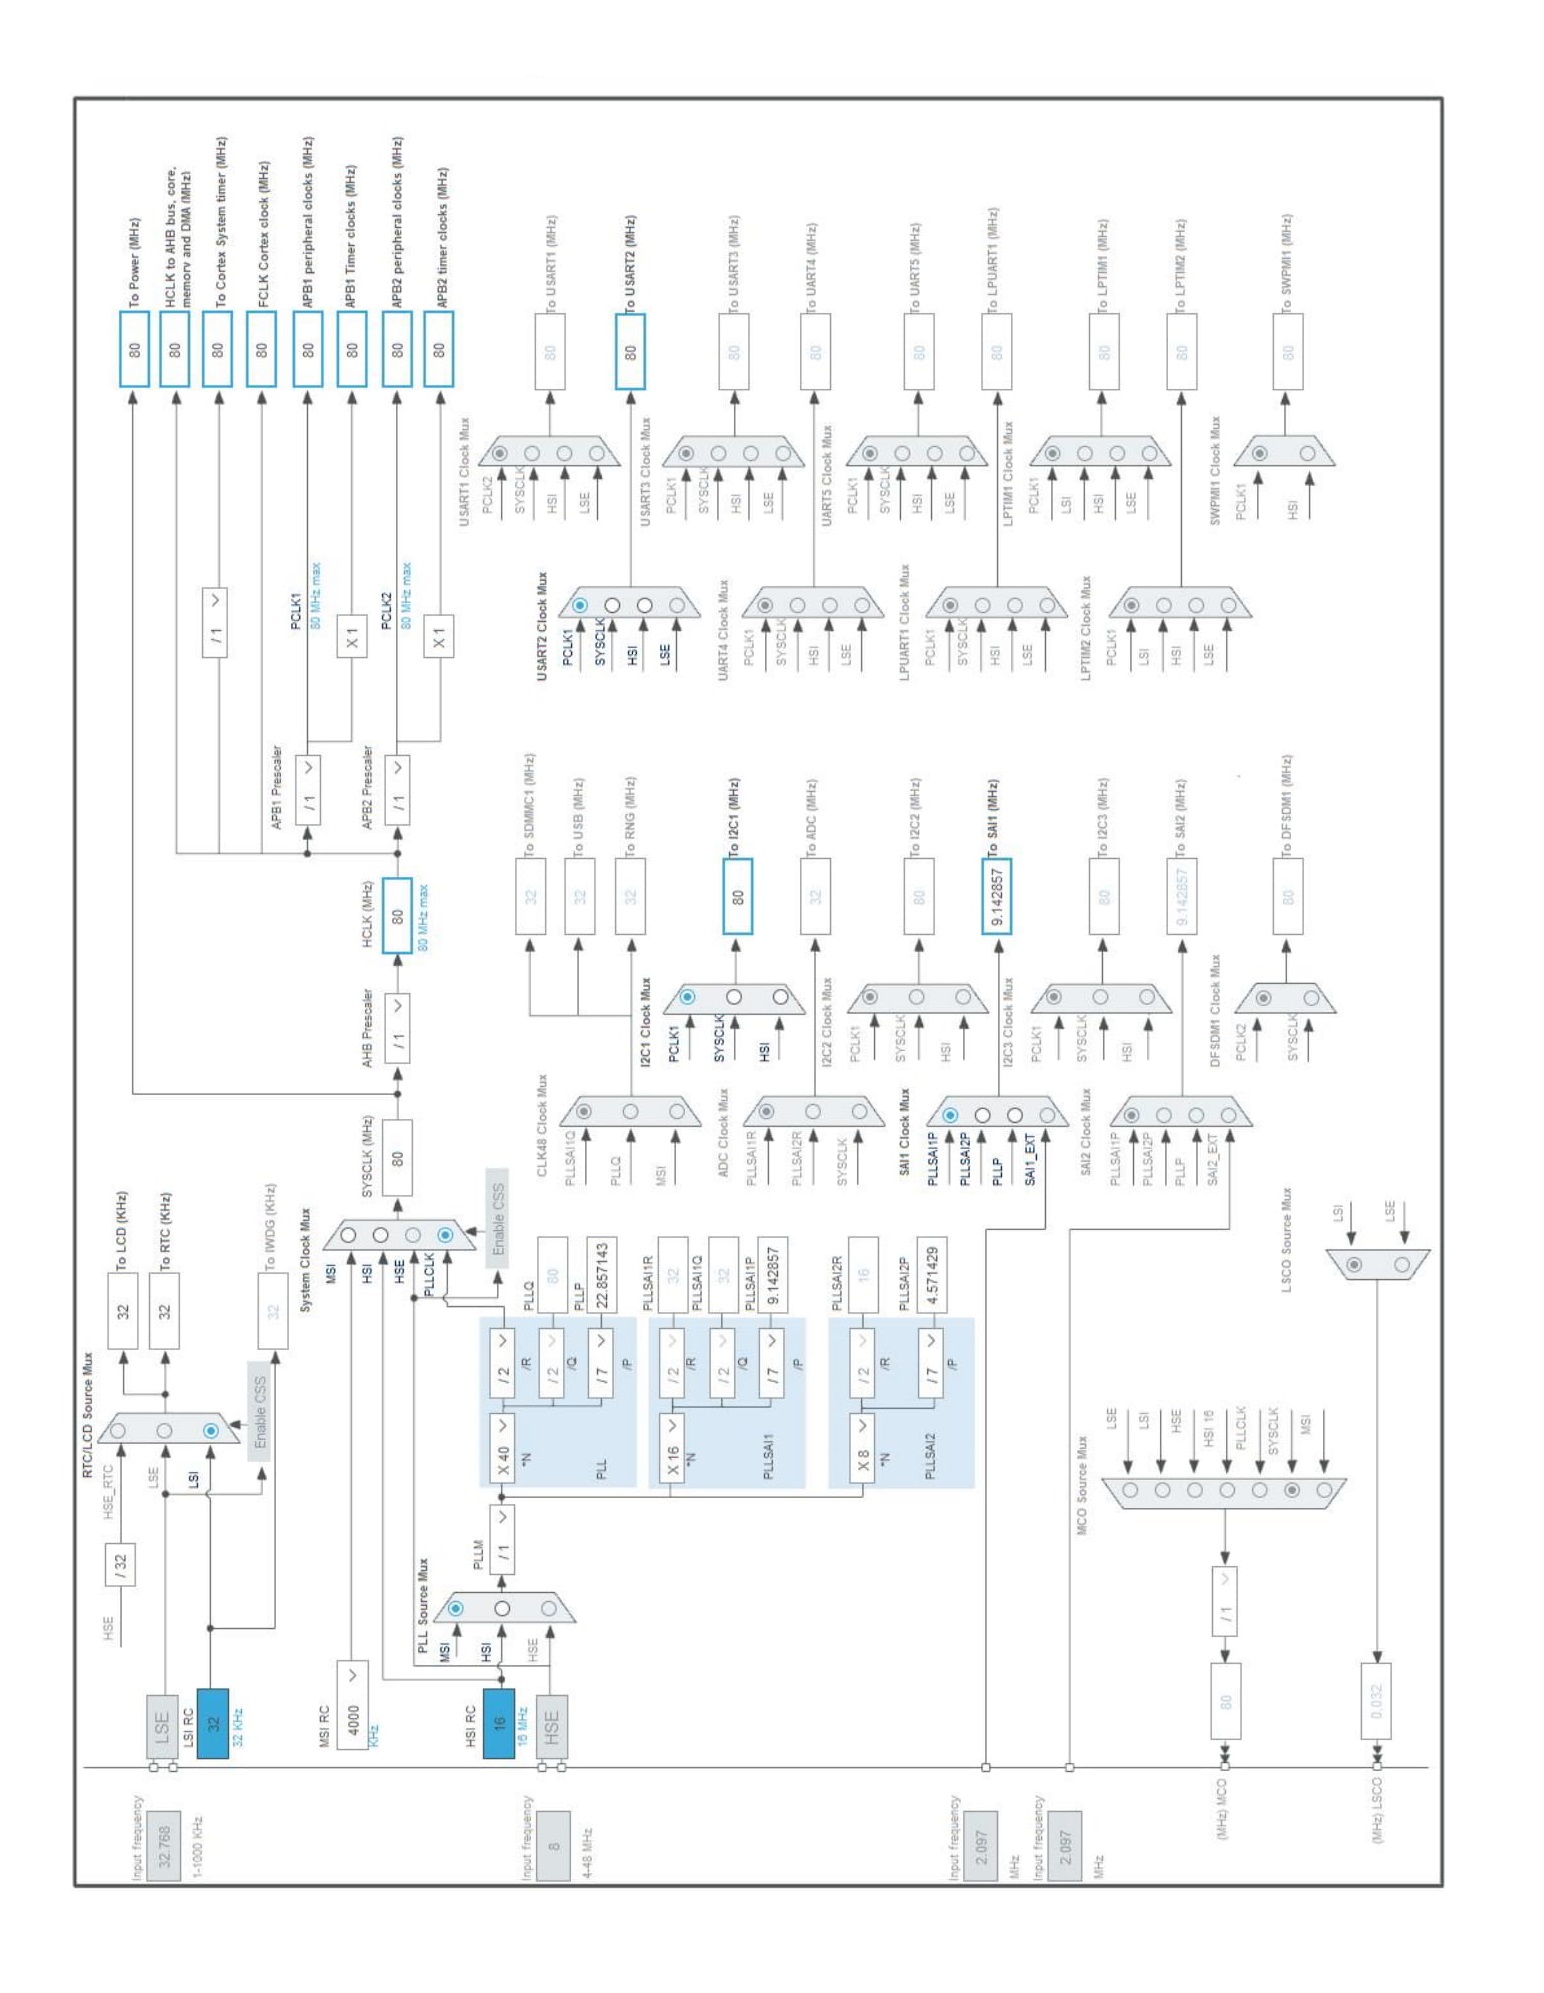 RTC/LCD Source Mux
HSE
/ 32
HSE_RTC
32
To LCD (KHz)
Input frequency
32.768
1-1000 KHz
LSE
LSE
32
To RTC (KHz)
LSI RC
32
32 KHz
LSI
Enable CSS
32
To IWDG (KHz)
80
To Power (MHz)
80
HCLK to AHB bus, core,
memory and DMA (MHz)
/ 1
80
To Cortex System timer (MHz)
80
FCLK Cortex clock (MHz)
APB1 Prescaler
/ 1
PCLK1
80 MHz max
80
APB1 peripheral clocks (MHz)
X 1
80
APB1 Timer clocks (MHz)
APB2 Prescaler
/ 1
PCLK2
80 MHz max
80
APB2 peripheral clocks (MHz)
X 1
80
APB2 timer clocks (MHz)
System Clock Mux
MSI RC
4000
KHz
MSI
HSI
HSE
PLLCLK
SYSCLK (MHz)
80
AHB Prescaler
/ 1
HCLK (MHz)
80
80 MHz max
Enable CSS
PLL Source Mux
MSI
HSI
HSE
HSI RC
16
16 MHz
Input frequency
8
4-48 MHz
HSE
PLLM
/ 1
X 40
*N
PLL
/ 2
/R
/ 2
/Q
/ 7
/P
PLLQ
80
PLLP
22.857143
X 16
*N
PLLSAI1
/ 2
/R
/ 2
/Q
/ 7
/P
PLLSAI1R
32
PLLSAI1Q
32
PLLSAI1P
9.142857
X 8
*N
PLLSAI2
/ 2
/R
/ 7
/P
PLLSAI2R
16
PLLSAI2P
4.571429
CLK48 Clock Mux
PLLSAI1Q
PLLQ
MSI
32
To SDMMC1 (MHz)
32
To USB (MHz)
32
To RNG (MHz)
I2C1 Clock Mux
PCLK1
SYSCLK
HSI
80
To I2C1 (MHz)
ADC Clock Mux
PLLSAI1R
PLLSAI2R
SYSCLK
32
To ADC (MHz)
I2C2 Clock Mux
PCLK1
SYSCLK
HSI
80
To I2C2 (MHz)
SAI1 Clock Mux
PLLSAI1P
PLLSAI2P
PLLP
SAI1_EXT
9.142857
To SAI1 (MHz)
I2C3 Clock Mux
PCLK1
SYSCLK
HSI
80
To I2C3 (MHz)
SAI2 Clock Mux
PLLSAI1P
PLLSAI2P
PLLP
SAI2_EXT
9.142857
To SAI2 (MHz)
DFSDM1 Clock Mux
PCLK2
SYSCLK
80
To DFSDM1 (MHz)
USART1 Clock Mux
PCLK2
SYSCLK
HSI
LSE
80
To USART1 (MHz)
USART2 Clock Mux
PCLK1
SYSCLK
HSI
LSE
80
To USART2 (MHz)
USART3 Clock Mux
PCLK1
SYSCLK
HSI
LSE
80
To USART3 (MHz)
UART4 Clock Mux
PCLK1
SYSCLK
HSI
LSE
80
To UART4 (MHz)
UART5 Clock Mux
PCLK1
SYSCLK
HSI
LSE
80
To UART5 (MHz)
LPUART1 Clock Mux
PCLK1
SYSCLK
HSI
LSE
80
To LPUART1 (MHz)
LPTIM1 Clock Mux
PCLK1
LSI
HSI
LSE
80
To LPTIM1 (MHz)
LPTIM2 Clock Mux
PCLK1
LSI
HSI
LSE
80
To LPTIM2 (MHz)
SWPMI1 Clock Mux
PCLK1
HSI
80
To SWPMI1 (MHz)
Input frequency
2.097
MHz
Input frequency
2.097
MHz
MCO Source Mux
LSE
LSI
HSE
HSI 16
PLLCLK
SYSCLK
MSI
(MHz) MCO
80
/ 1
LSCO Source Mux
LSI
LSE
(MHz) LSCO
0.032